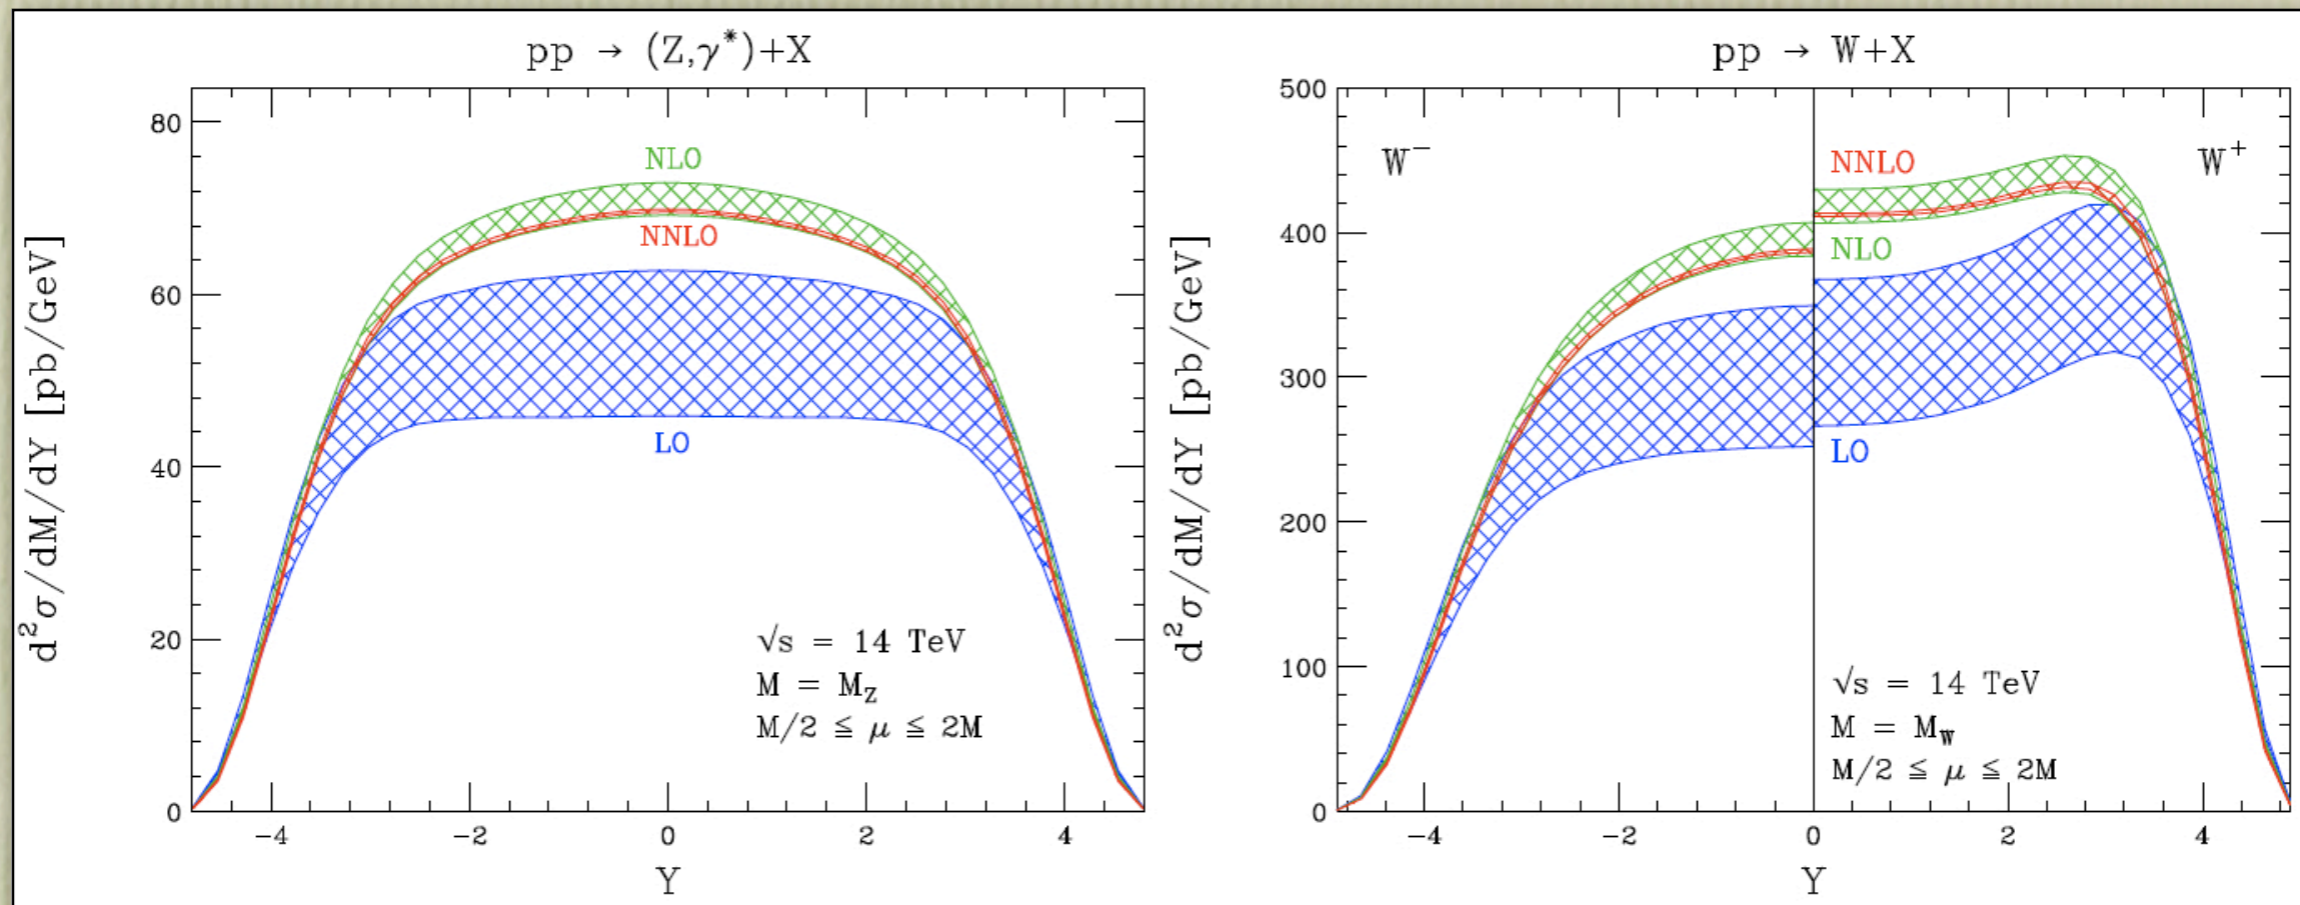 pp → (Z,γ*)+X
d²σ/dM/dY [pb/GeV]
80
60
40
20
0
NLO
NNLO
LO
√s = 14 TeV
M = M_Z
M/2 ≦ μ ≦ 2M
−4 −2 0 2 4
Y
pp → W+X
d²σ/dM/dY [pb/GeV]
500
400
300
200
100
0
W⁻
W⁺
NNLO
NLO
LO
√s = 14 TeV
M = M_W
M/2 ≦ μ ≦ 2M
−4 −2 0 2 4
Y